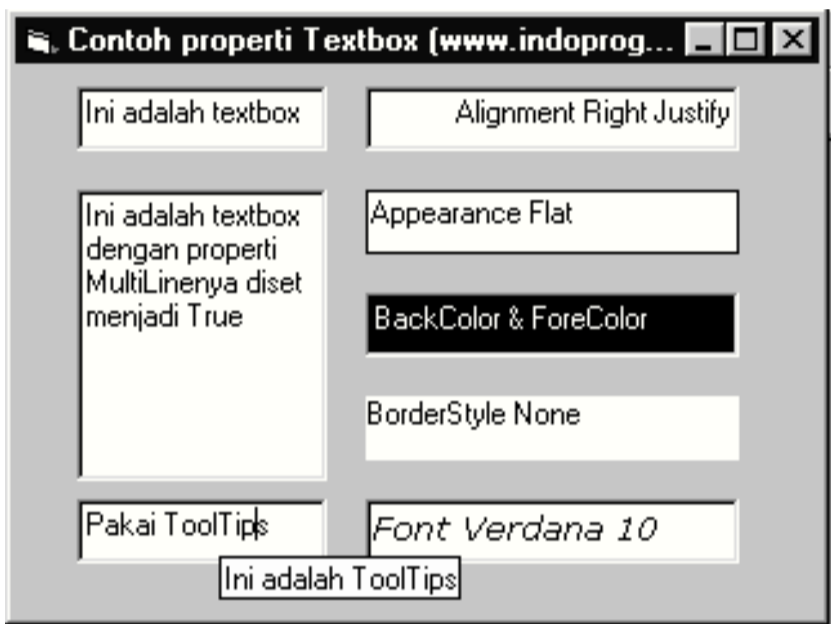 Contoh properti Textbox (www.indoprog...
Ini adalah textbox
Alignment Right Justify
Ini adalah textbox
dengan properti
MultiLinenya diset
menjadi True
Appearance Flat
BackColor & ForeColor
BorderStyle None
Pakai ToolTips
Font Verdana 10
Ini adalah ToolTips